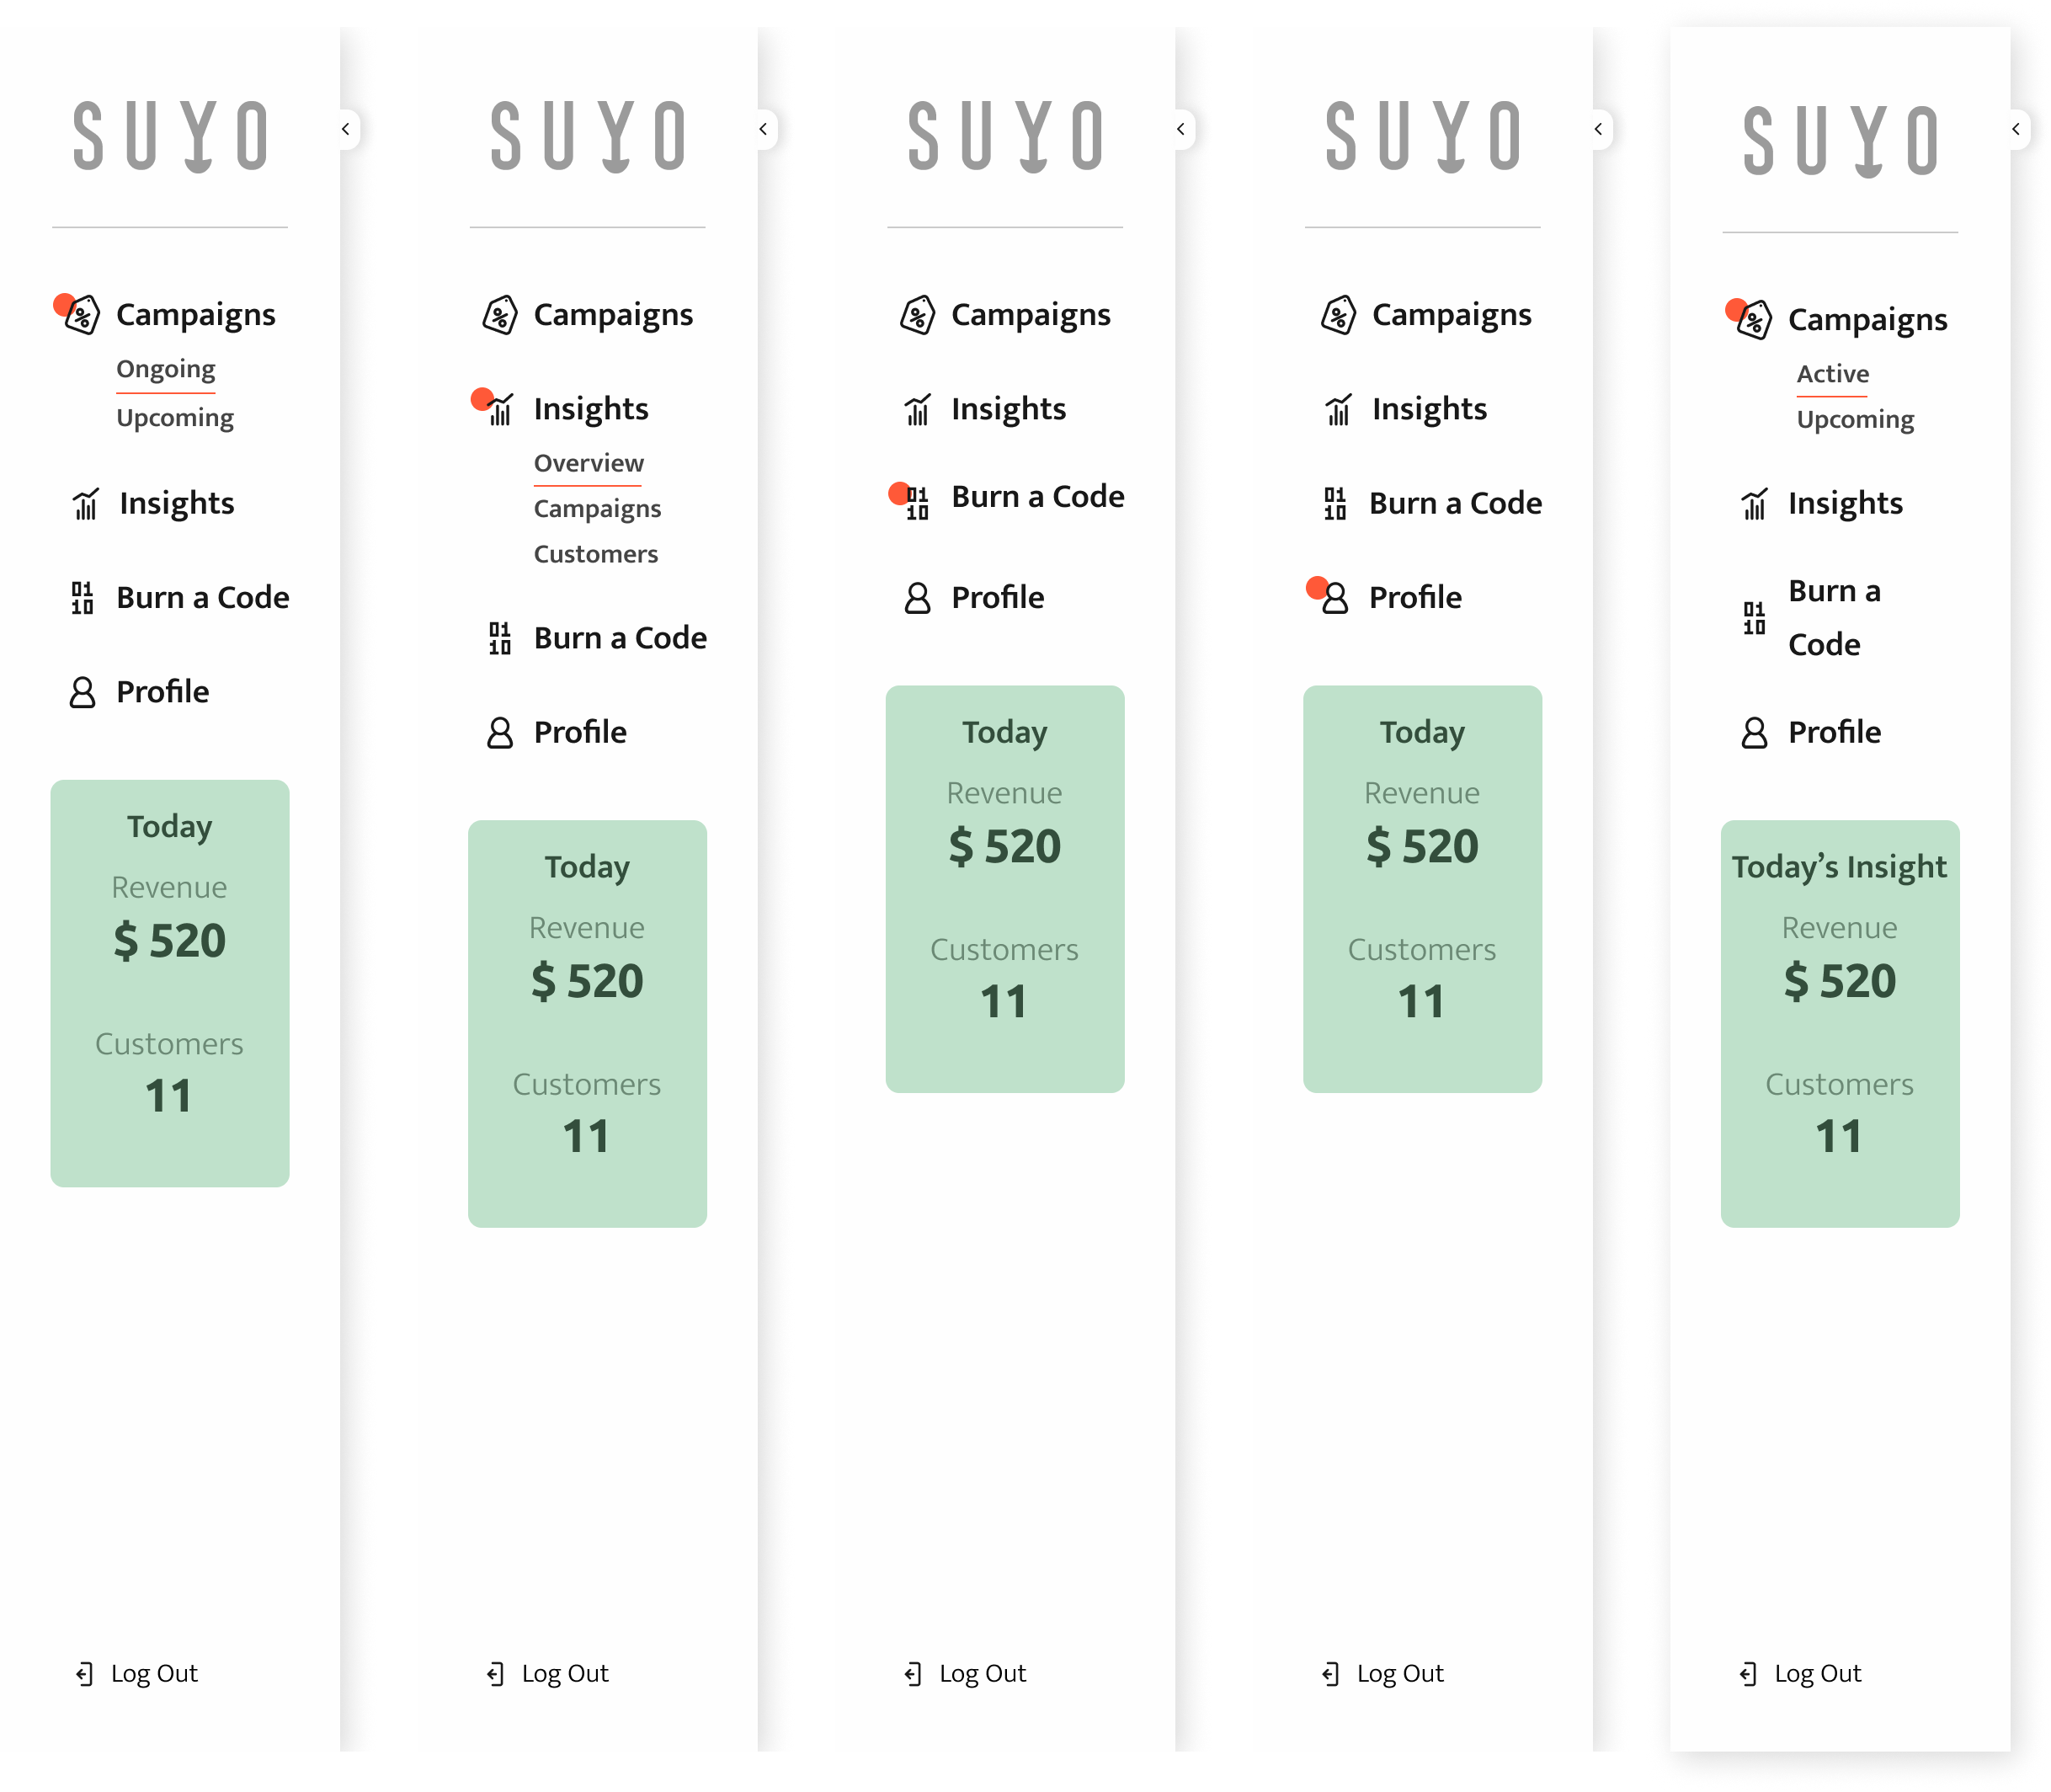 SUYO
Campaigns
Ongoing
Upcoming
Insights
Burn a Code
Profile
Today
Revenue
$ 520
Customers
11
Log Out
SUYO
Campaigns
Insights
Overview
Campaigns
Customers
Burn a Code
Profile
Today
Revenue
$ 520
Customers
11
Log Out
SUYO
Campaigns
Insights
Burn a Code
Profile
Today
Revenue
$ 520
Customers
11
Log Out
SUYO
Campaigns
Insights
Burn a Code
Profile
Today
Revenue
$ 520
Customers
11
Log Out
SUYO
Campaigns
Active
Upcoming
Insights
Burn a
Code
Profile
Today’s Insight
Revenue
$ 520
Customers
11
Log Out